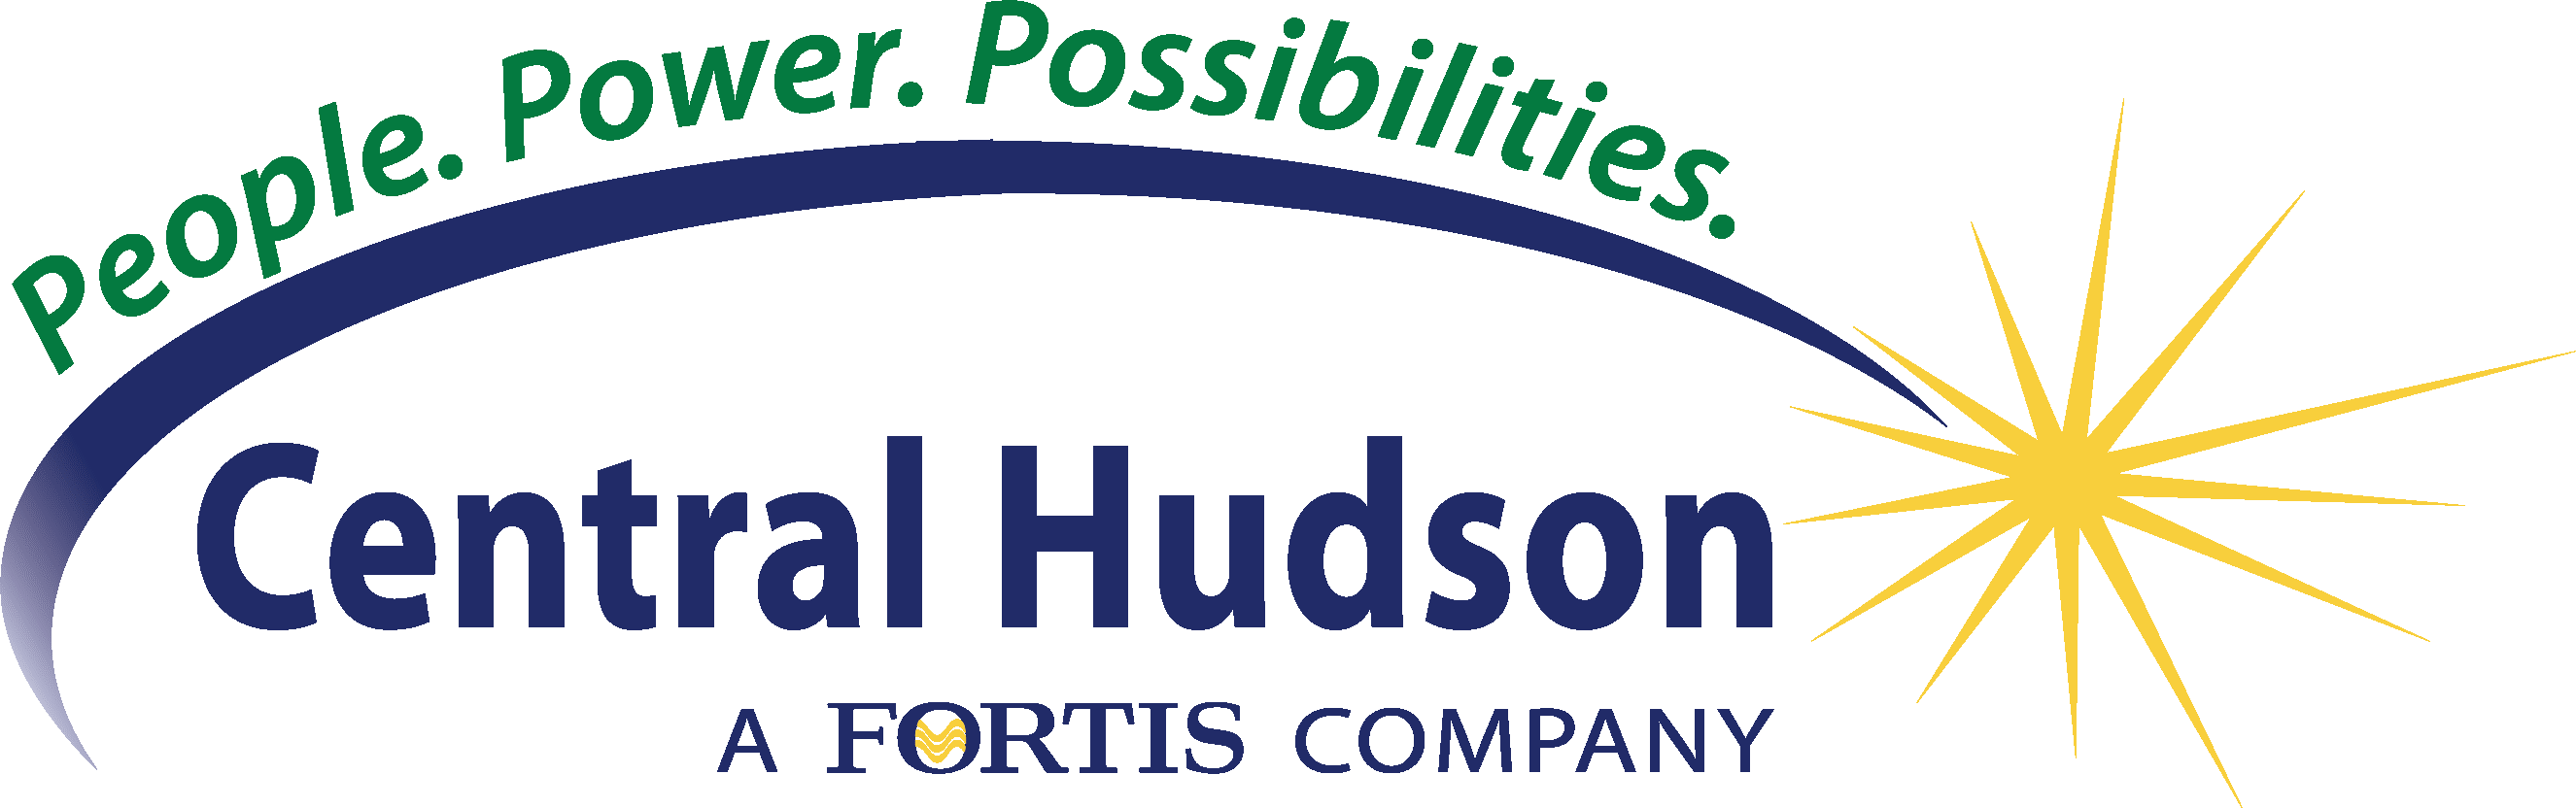 People. Power. Possibilities.
Central Hudson
A FORTIS COMPANY